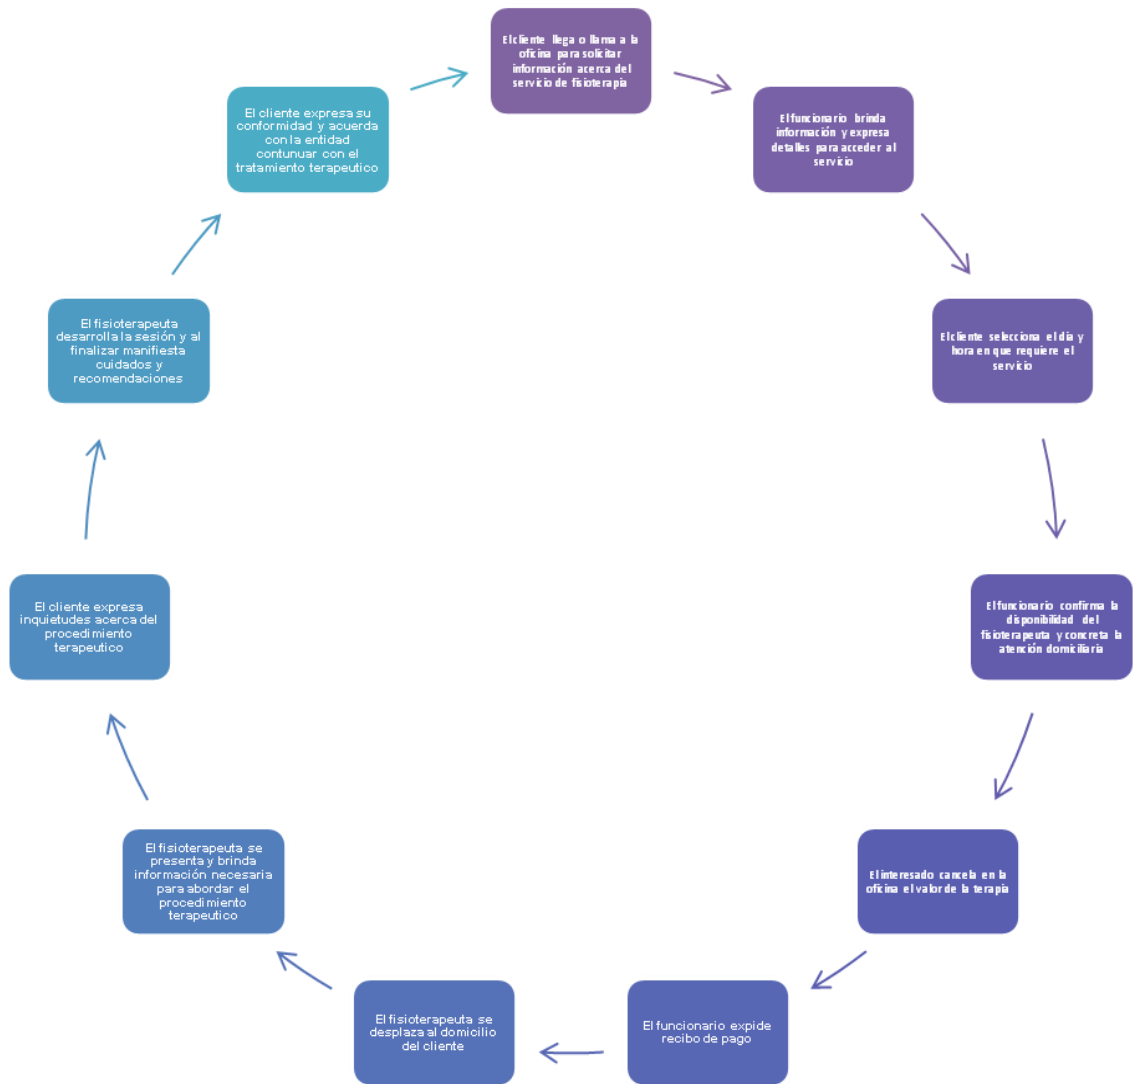 El cliente llega o llama a la
oficina para solicitar
información acerca del
servicio de fisioterapia
El funcionario brinda
información y expresa
detalles para acceder al
servicio
El cliente selecciona el día y
hora en que requiere el
servicio
El funcionario confirma la
disponibilidad del
fisioterapeuta y concreta la
atención domiciliaria
El interesado cancela en la
oficina el valor de la terapia
El funcionario expide
recibo de pago
El fisioterapeuta se
desplaza al domicilio
del cliente
El fisioterapeuta se
presenta y brinda
información necesaria
para abordar el
procedimiento
terapeutico
El cliente expresa
inquietudes acerca del
procedimiento
terapeutico
El fisioterapeuta
desarrolla la sesión y al
finalizar manifiesta
cuidados y
recomendaciones
El cliente expresa su
conformidad y acuerda
con la entidad
contunuar con el
tratamiento terapeutico